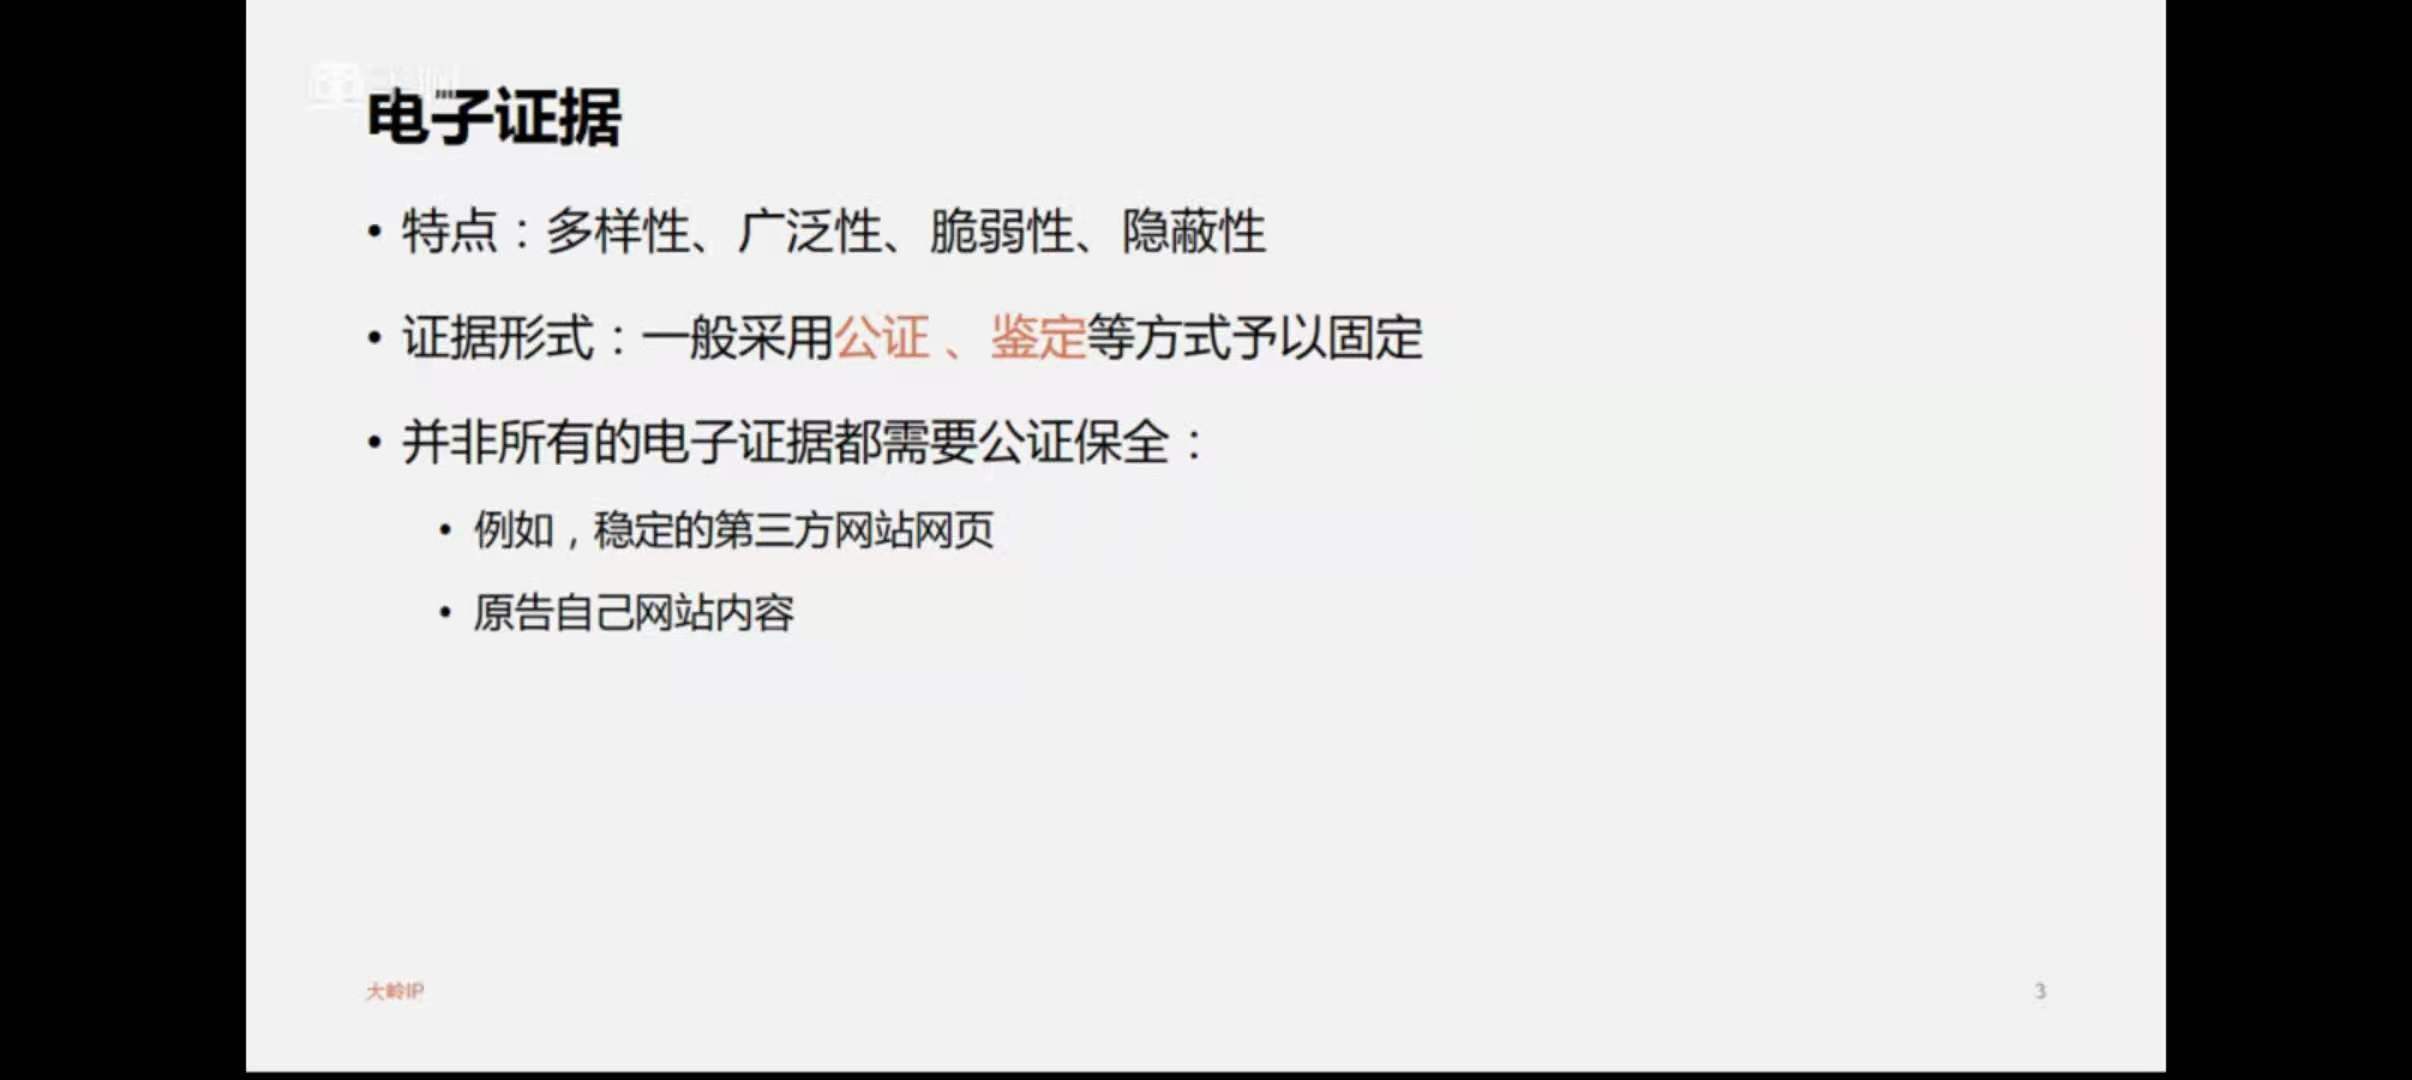 电子证据
• 特点：多样性、广泛性、脆弱性、隐蔽性
• 证据形式：一般采用公证 、鉴定等方式予以固定
• 并非所有的电子证据都需要公证保全：
• 例如，稳定的第三方网站网页
• 原告自己网站内容
大岭IP
3